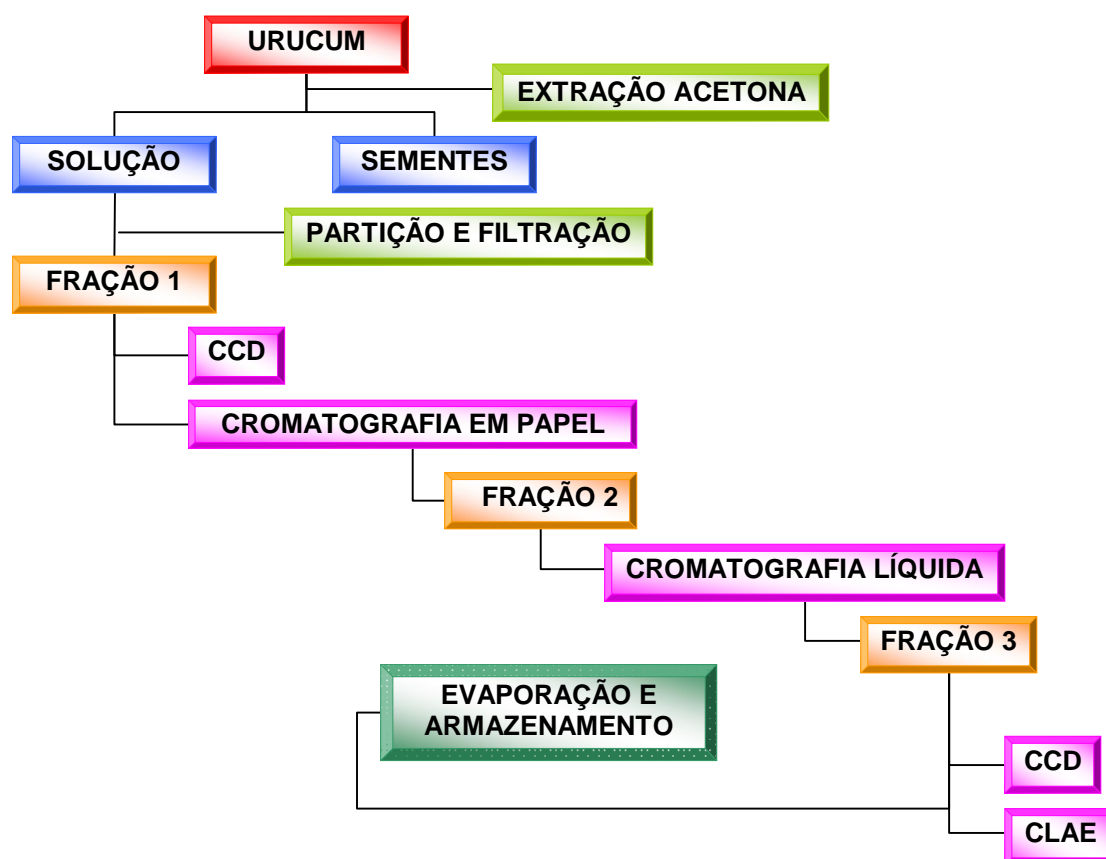 URUCUM
EXTRAÇÃO ACETONA
SOLUÇÃO
SEMENTES
PARTIÇÃO E FILTRAÇÃO
FRAÇÃO 1
CCD
CROMATOGRAFIA EM PAPEL
FRAÇÃO 2
CROMATOGRAFIA LÍQUIDA
FRAÇÃO 3
EVAPORAÇÃO E
ARMAZENAMENTO
CCD
CLAE